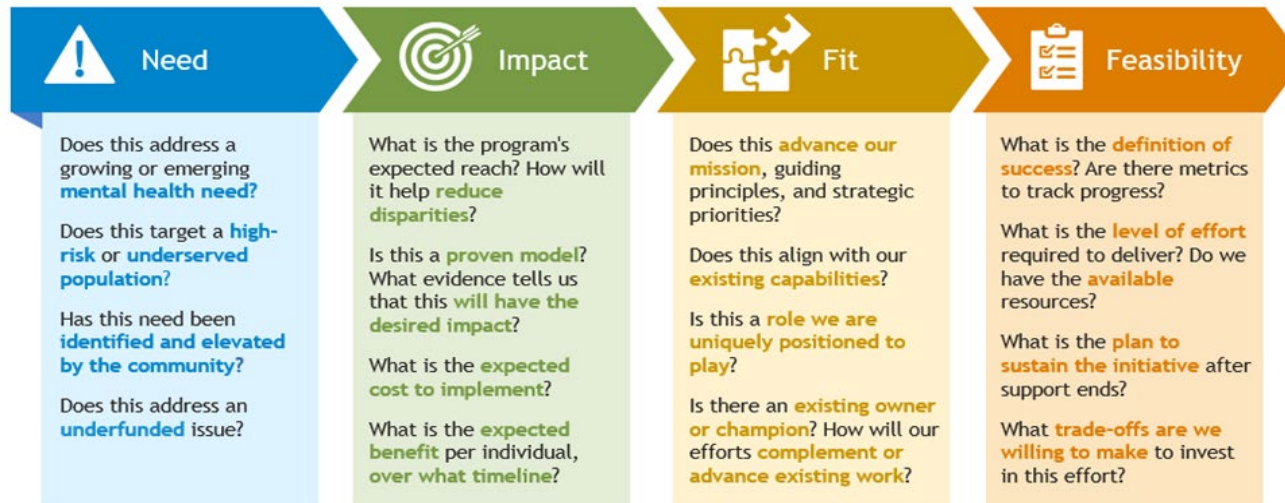 Need
Does this address a
growing or emerging
mental health need?
Does this target a high-
risk or underserved
population?
Has this need been
identified and elevated
by the community?
Does this address an
underfunded issue?
Impact
What is the program's
expected reach? How will
it help reduce
disparities?
Is this a proven model?
What evidence tells us
that this will have the
desired impact?
What is the expected
cost to implement?
What is the expected
benefit per individual,
over what timeline?
Fit
Does this advance our
mission, guiding
principles, and strategic
priorities?
Does this align with our
existing capabilities?
Is this a role we are
uniquely positioned to
play?
Is there an existing owner
or champion? How will our
efforts complement or
advance existing work?
Feasibility
What is the definition of
success? Are there metrics
to track progress?
What is the level of effort
required to deliver? Do we
have the available
resources?
What is the plan to
sustain the initiative after
support ends?
What trade-offs are we
willing to make to invest
in this effort?